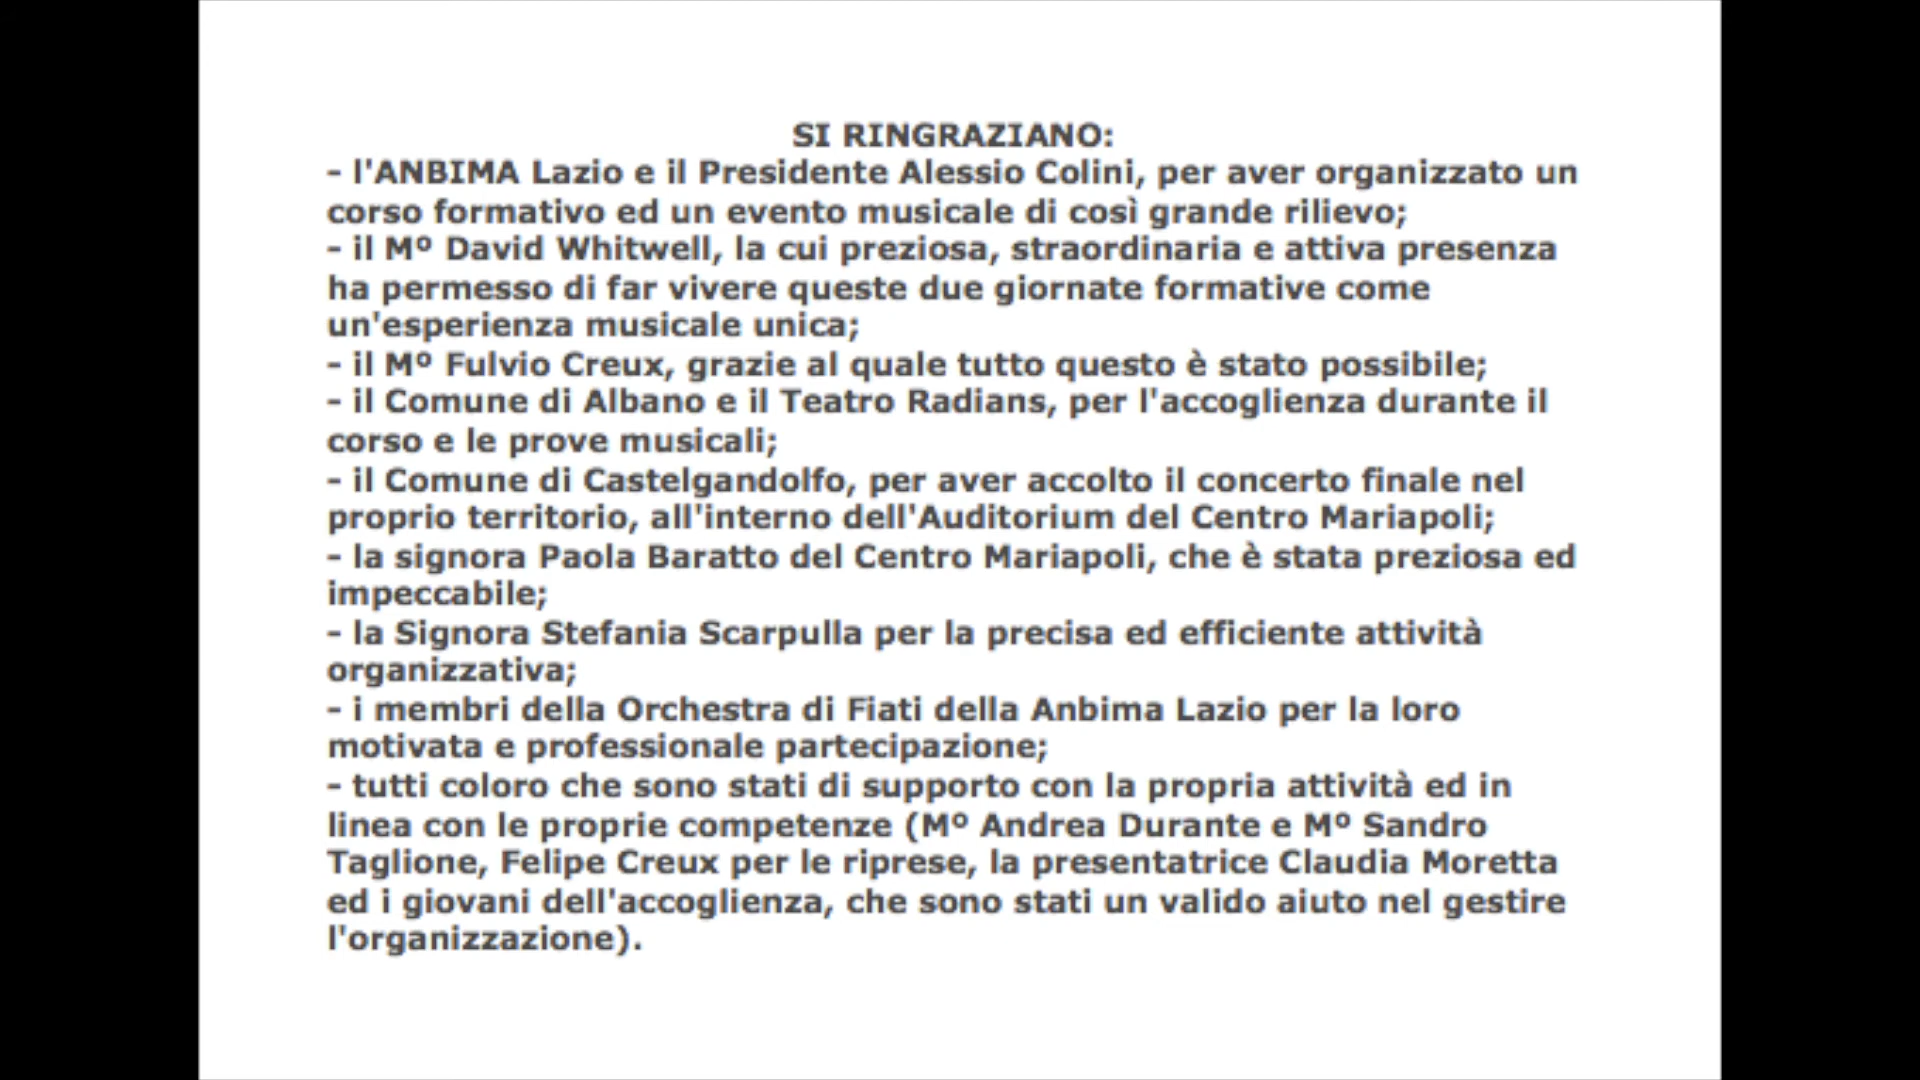 SI RINGRAZIANO:
- l'ANBIMA Lazio e il Presidente Alessio Colini, per aver organizzato un
corso formativo ed un evento musicale di così grande rilievo;
- il Mº David Whitwell, la cui preziosa, straordinaria e attiva presenza
ha permesso di far vivere queste due giornate formative come
un'esperienza musicale unica;
- il Mº Fulvio Creux, grazie al quale tutto questo è stato possibile;
- il Comune di Albano e il Teatro Radians, per l'accoglienza durante il
corso e le prove musicali;
- il Comune di Castelgandolfo, per aver accolto il concerto finale nel
proprio territorio, all'interno dell'Auditorium del Centro Mariapoli;
- la signora Paola Baratto del Centro Mariapoli, che è stata preziosa ed
impeccabile;
- la Signora Stefania Scarpulla per la precisa ed efficiente attività
organizzativa;
- i membri della Orchestra di Fiati della Anbima Lazio per la loro
motivata e professionale partecipazione;
- tutti coloro che sono stati di supporto con la propria attività ed in
linea con le proprie competenze (Mº Andrea Durante e Mº Sandro
Taglione, Felipe Creux per le riprese, la presentatrice Claudia Moretta
ed i giovani dell'accoglienza, che sono stati un valido aiuto nel gestire
l'organizzazione).